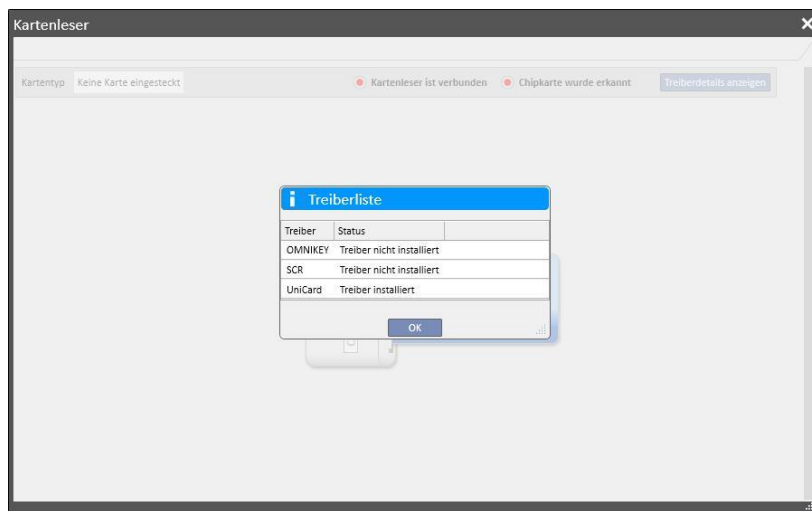 Kartenleser
Kartentyp Keine Karte eingesteckt Kartenleser ist verbunden Chipkarte wurde erkannt Treiberdetails anzeigen
Treiberliste
Treiber Status
OMNIKEY Treiber nicht installiert
SCR Treiber nicht installiert
UniCard Treiber installiert
OK